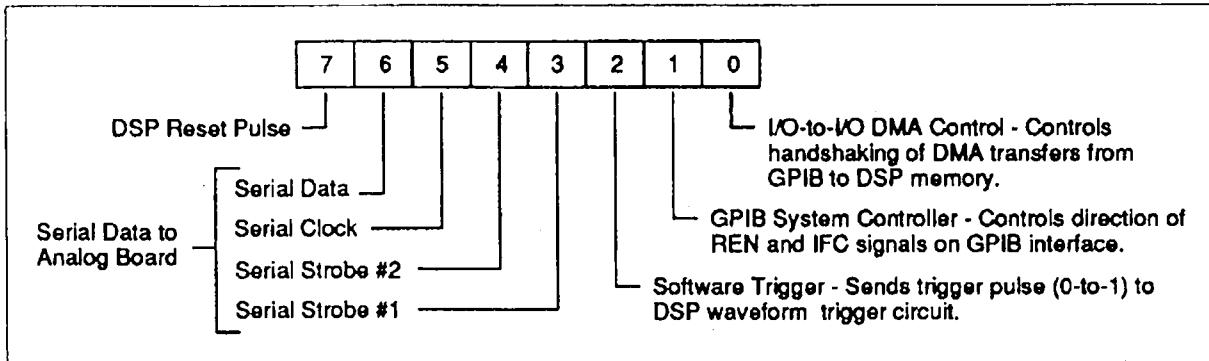 7 6 5 4 3 2 1 0
DSP Reset Pulse
Serial Data
Serial Clock
Serial Strobe #2
Serial Strobe #1
Serial Data to
Analog Board
I/O-to-I/O DMA Control - Controls
handshaking of DMA transfers from
GPIB to DSP memory.
GPIB System Controller - Controls direction of
REN and IFC signals on GPIB interface.
Software Trigger - Sends trigger pulse (0-to-1) to
DSP waveform trigger circuit.